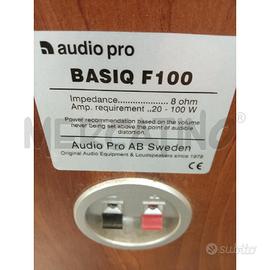 audio pro
BASIQ F100
Impedance..................... 8 ohm
Amp. requirement ..20 - 100 W
Power recommendation based on the volume
never being set above the point of audible
distortion.
Audio Pro AB Sweden
Original Audio Equipment & Loudspeakers since 1978
CE
subito